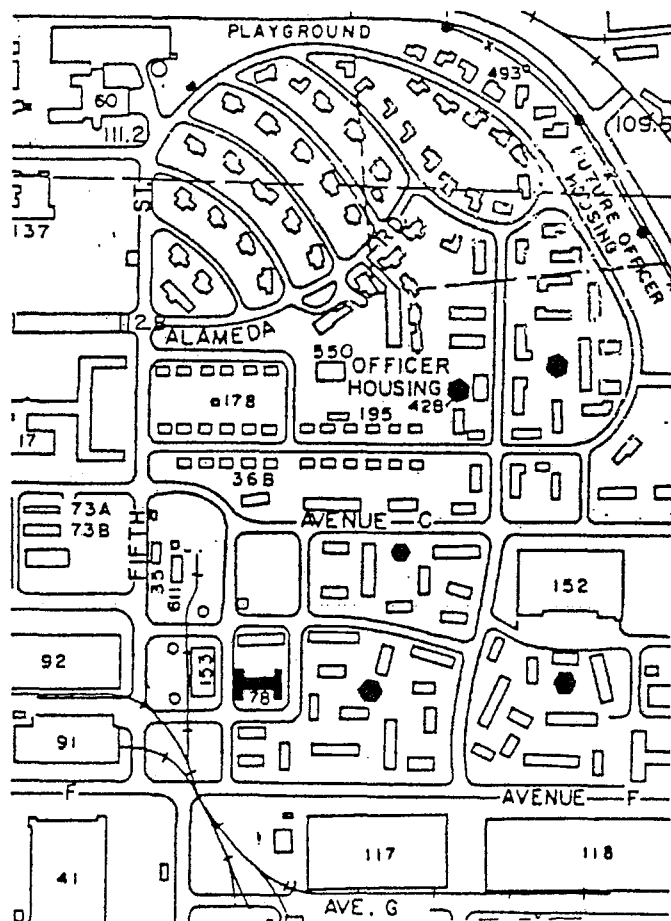 PLAYGROUND
493
60
111.2
109.5
FUTURE OFFICER
HOUSING
ST.
137
RD.
2
ALAMEDA
550
OFFICER
HOUSING
428
178
195
17
36B
73A
73B
AVENUE C
FIFTH
35
611
152
92
153
78
91
F
AVENUE F
117
118
41
AVE. G